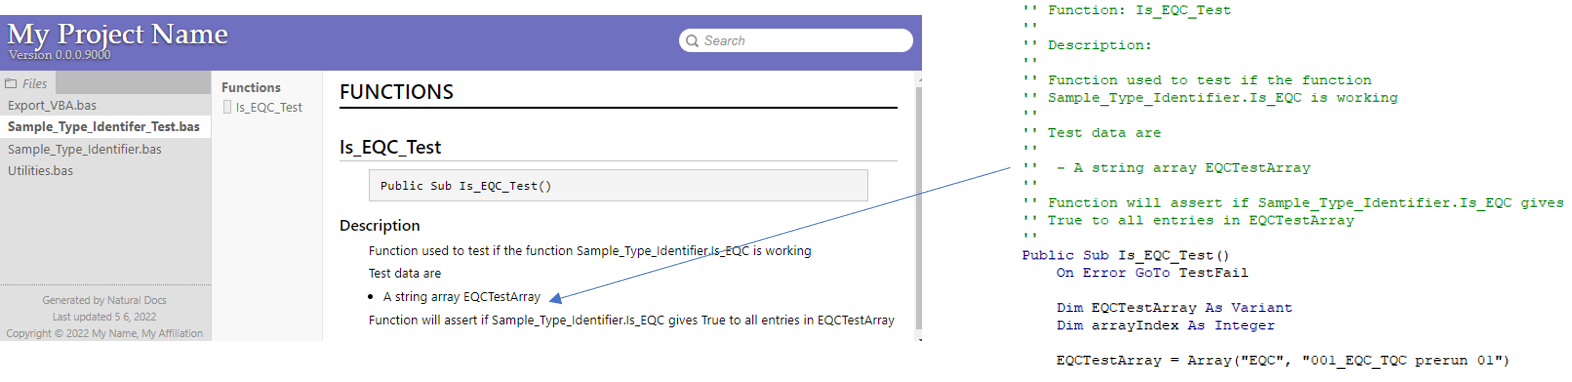 My Project Name
Version 0.0.0.9000
Search
Files
Export_VBA.bas
Sample_Type_Identifer_Test.bas
Sample_Type_Identifier.bas
Utilities.bas
Generated by Natural Docs
Last updated 5 6, 2022
Copyright © 2022 My Name, My Affiliation
Functions
Is_EQC_Test
FUNCTIONS
Is_EQC_Test
Public Sub Is_EQC_Test()
Description
Function used to test if the function Sample_Type_Identifier.Is_EQC is working
Test data are
• A string array EQCTestArray
Function will assert if Sample_Type_Identifier.Is_EQC gives True to all entries in EQCTestArray
'' Function: Is_EQC_Test
''
'' Description:
''
'' Function used to test if the function
'' Sample_Type_Identifier.Is_EQC is working
''
'' Test data are
''
''  - A string array EQCTestArray
''
'' Function will assert if Sample_Type_Identifier.Is_EQC gives
'' True to all entries in EQCTestArray
''
Public Sub Is_EQC_Test()
On Error GoTo TestFail
Dim EQCTestArray As Variant
Dim arrayIndex As Integer
EQCTestArray = Array("EQC", "001_EQC_TQC prerun 01")